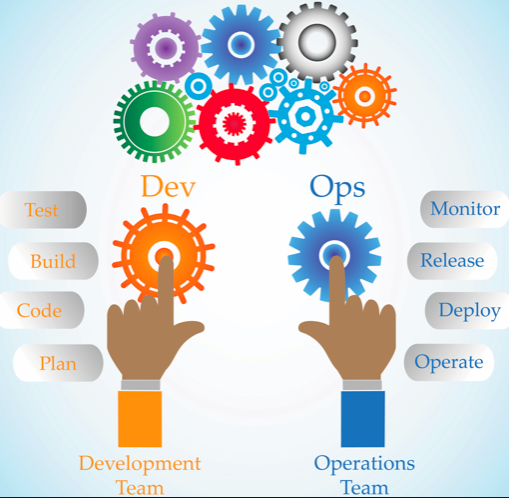 Dev
Ops
Test
Monitor
Build
Release
Code
Deploy
Plan
Operate
Development
Team
Operations
Team